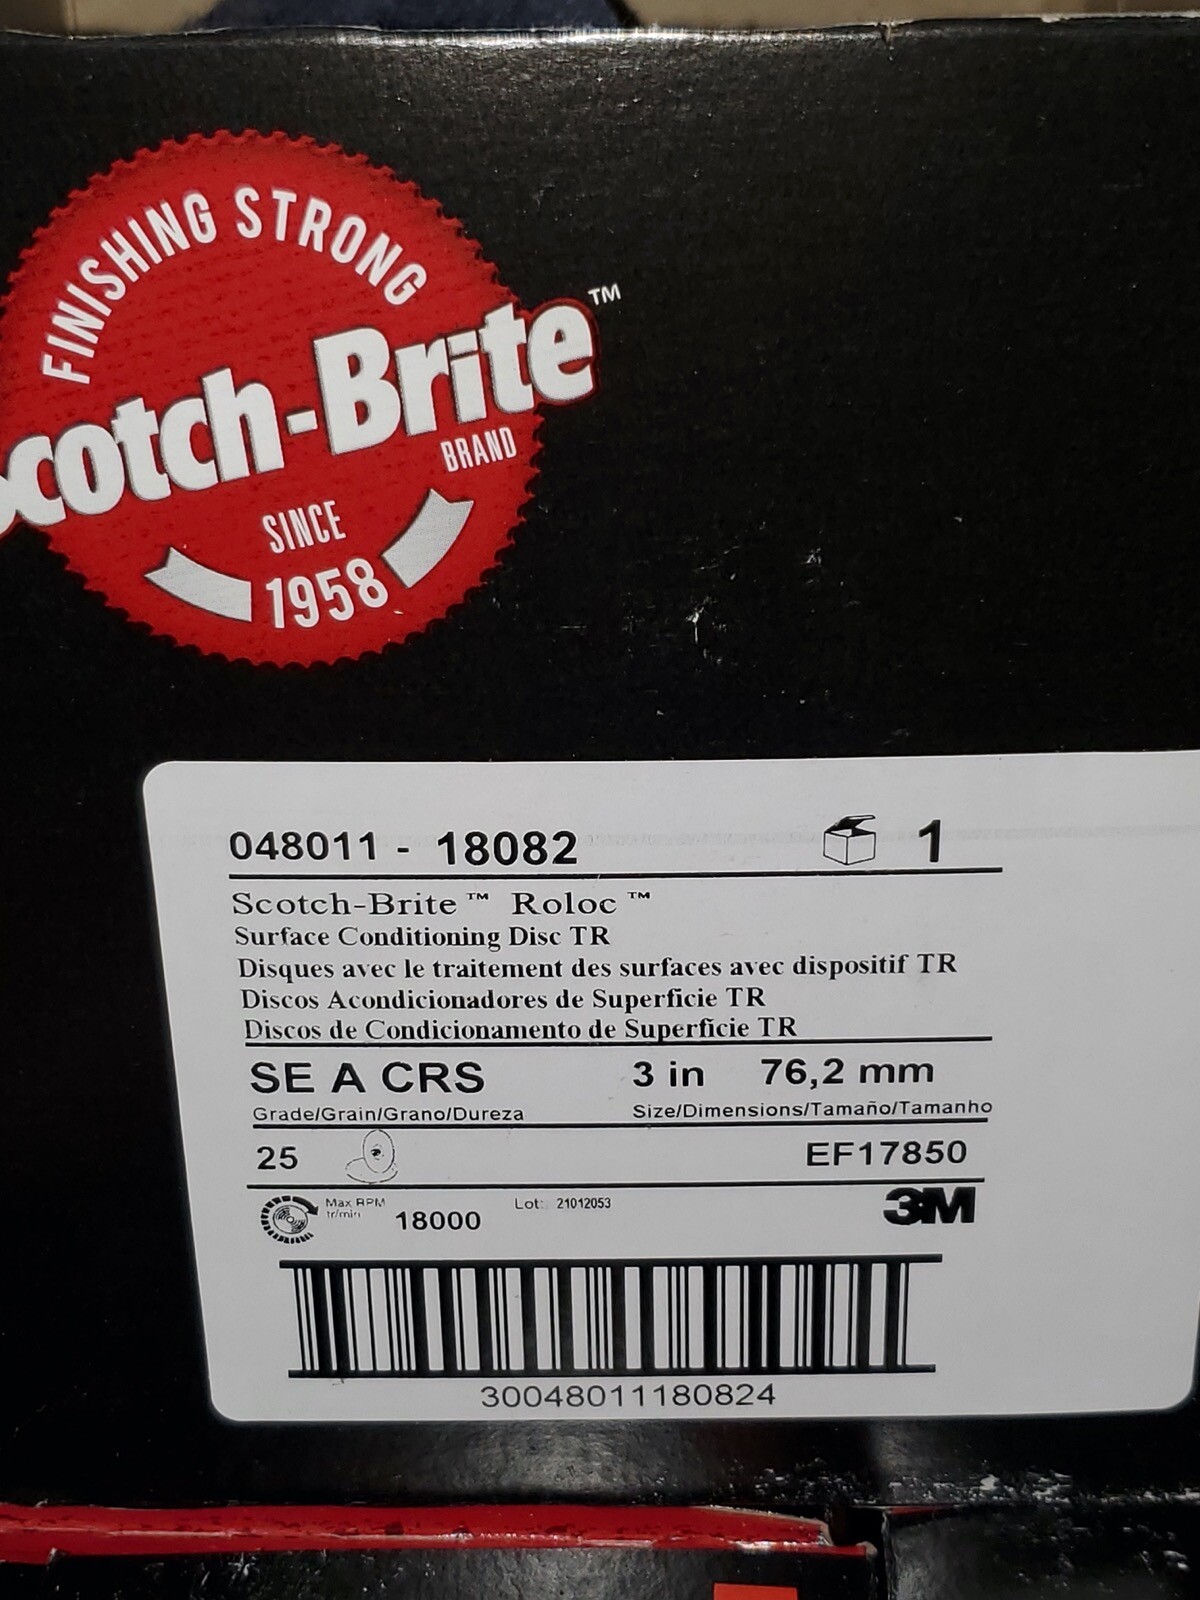 FINISHING STRONG
Scotch-Brite™
BRAND
SINCE
1958
048011 - 18082 1
Scotch-Brite™ Roloc™
Surface Conditioning Disc TR
Disques avec le traitement des surfaces avec dispositif TR
Discos Acondicionadores de Superficie TR
Discos de Condicionamento de Superficie TR
SE A CRS 3 in 76,2 mm
Grade/Grain/Grano/Dureza Size/Dimensions/Tamaño/Tamanho
25 EF17850
Max RPM
tr/min 18000 Lot: 21012053 3M
30048011180824